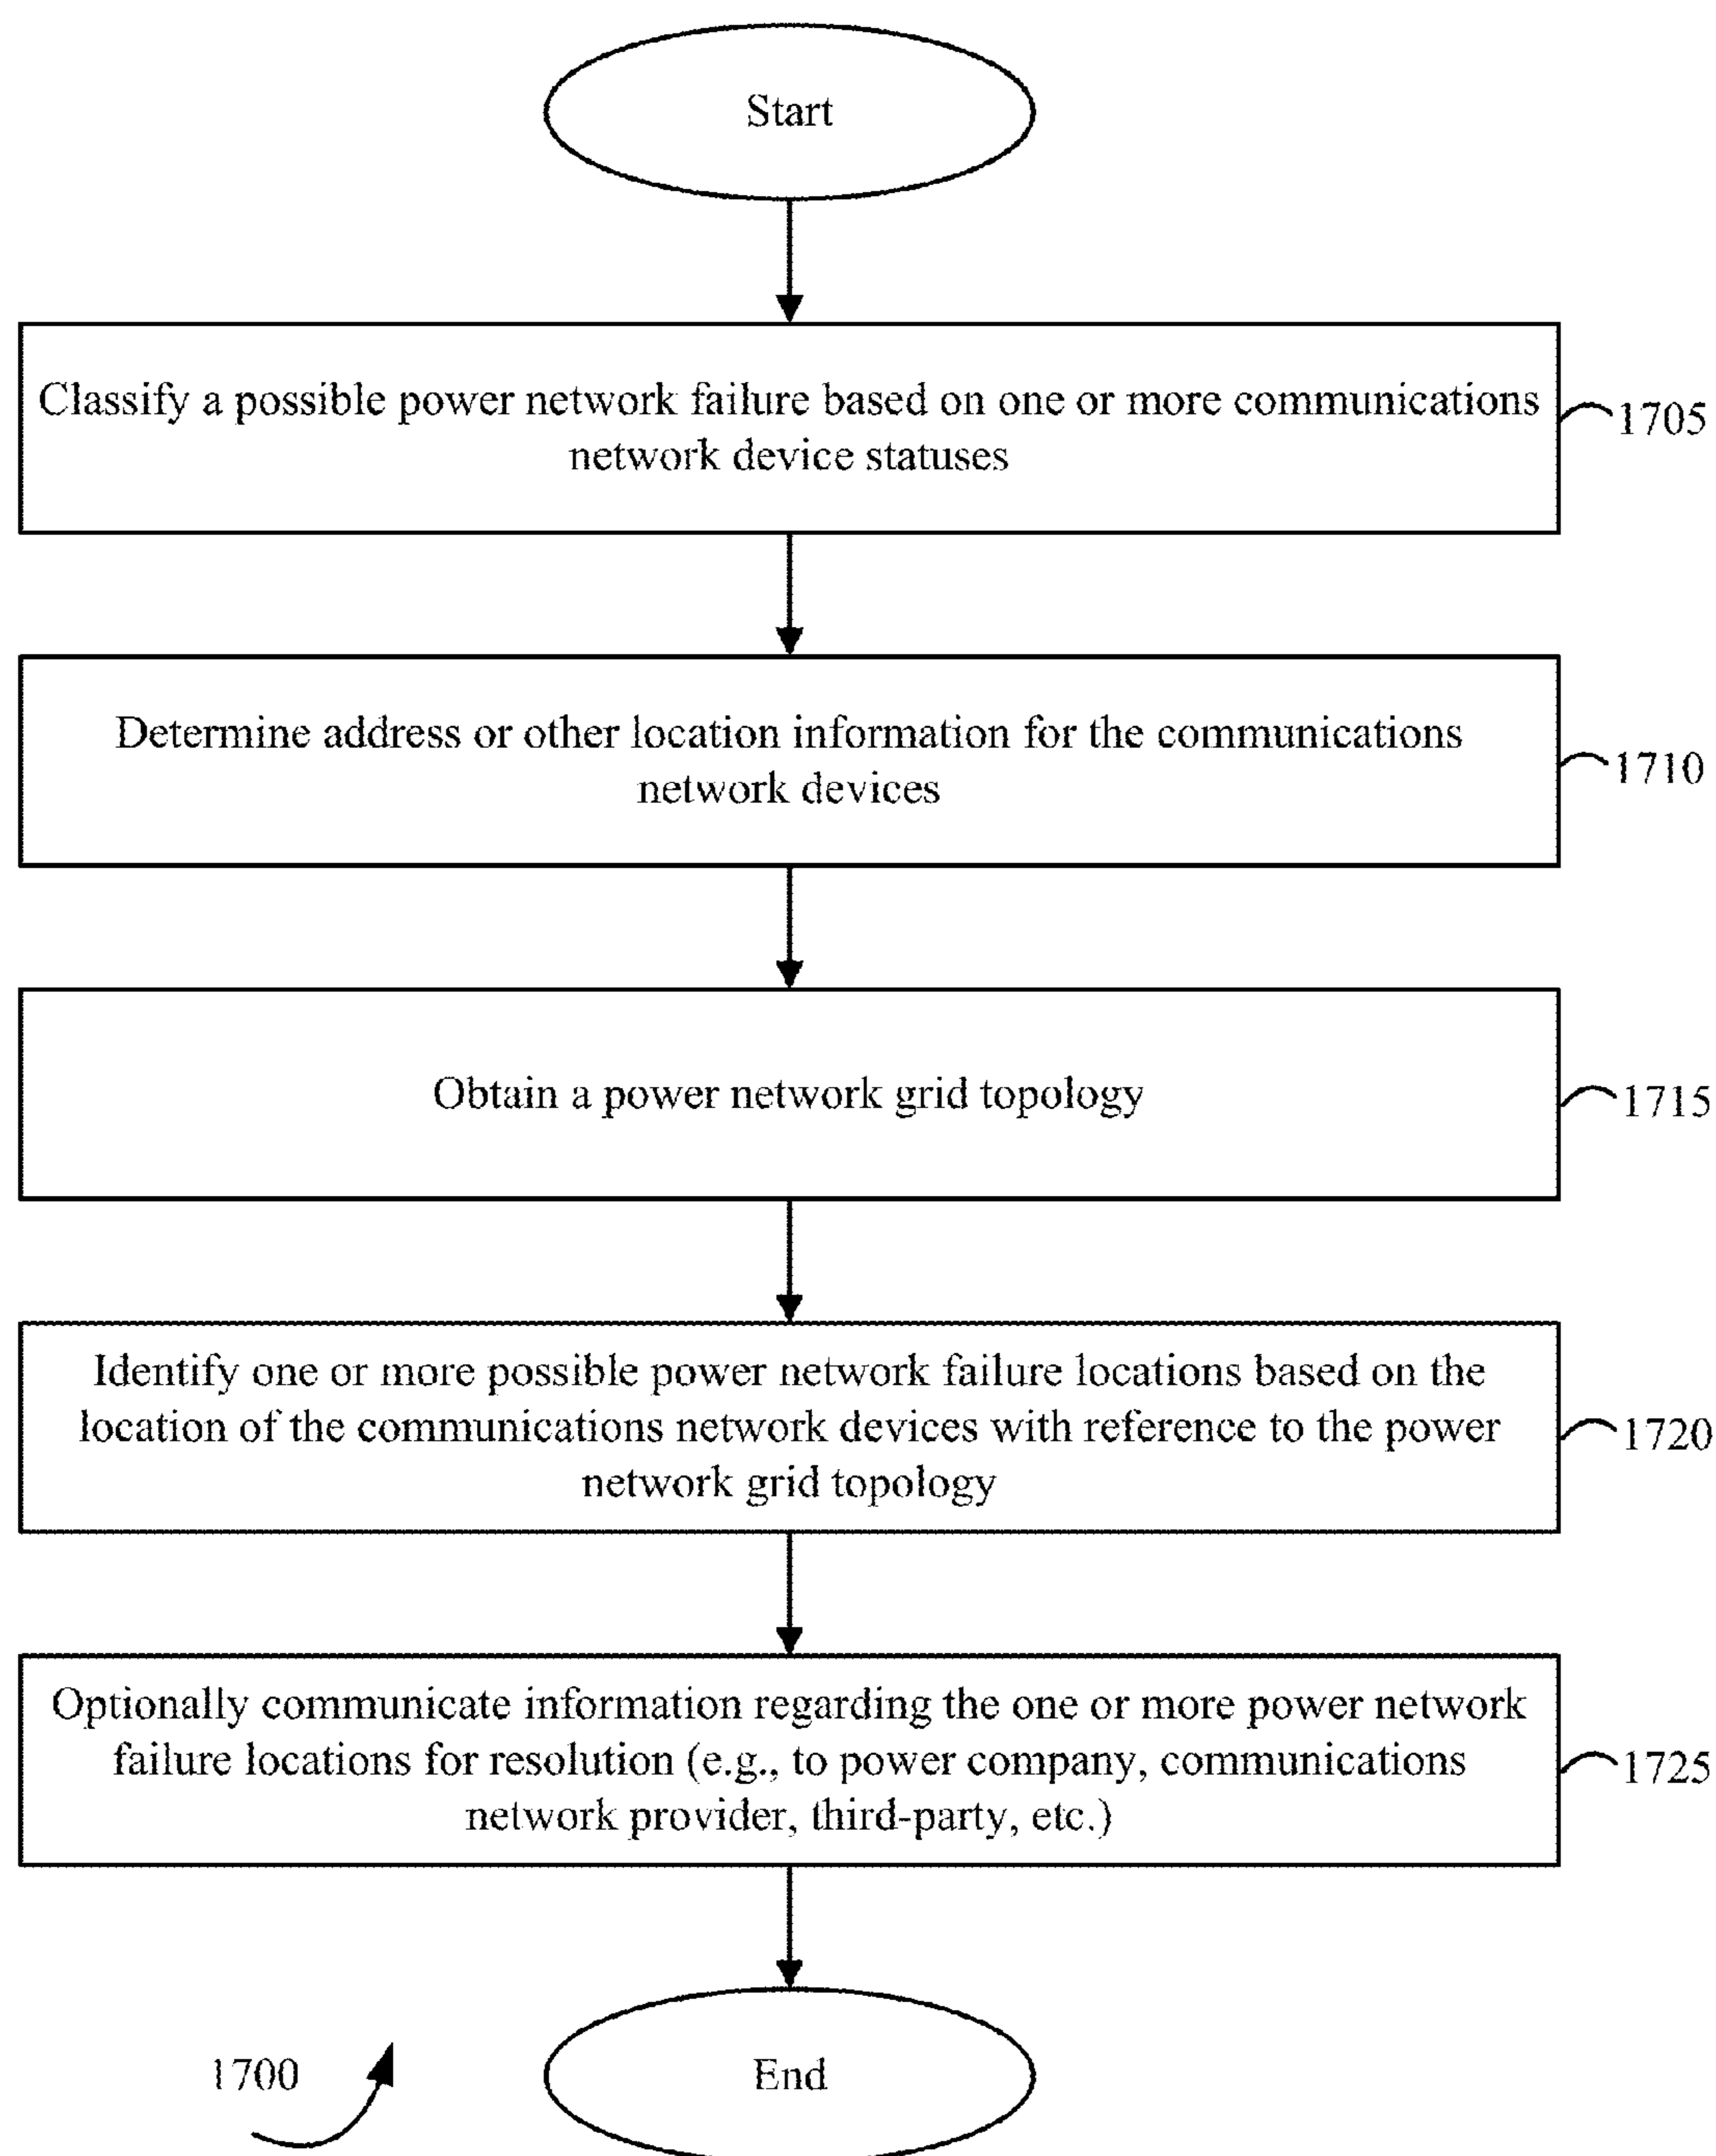 Start
Classify a possible power network failure based on one or more communications
network device statuses
1705
Determine address or other location information for the communications
network devices
1710
Obtain a power network grid topology
1715
Identify one or more possible power network failure locations based on the
location of the communications network devices with reference to the power
network grid topology
1720
Optionally communicate information regarding the one or more power network
failure locations for resolution (e.g., to power company, communications
network provider, third-party, etc.)
1725
End
1700